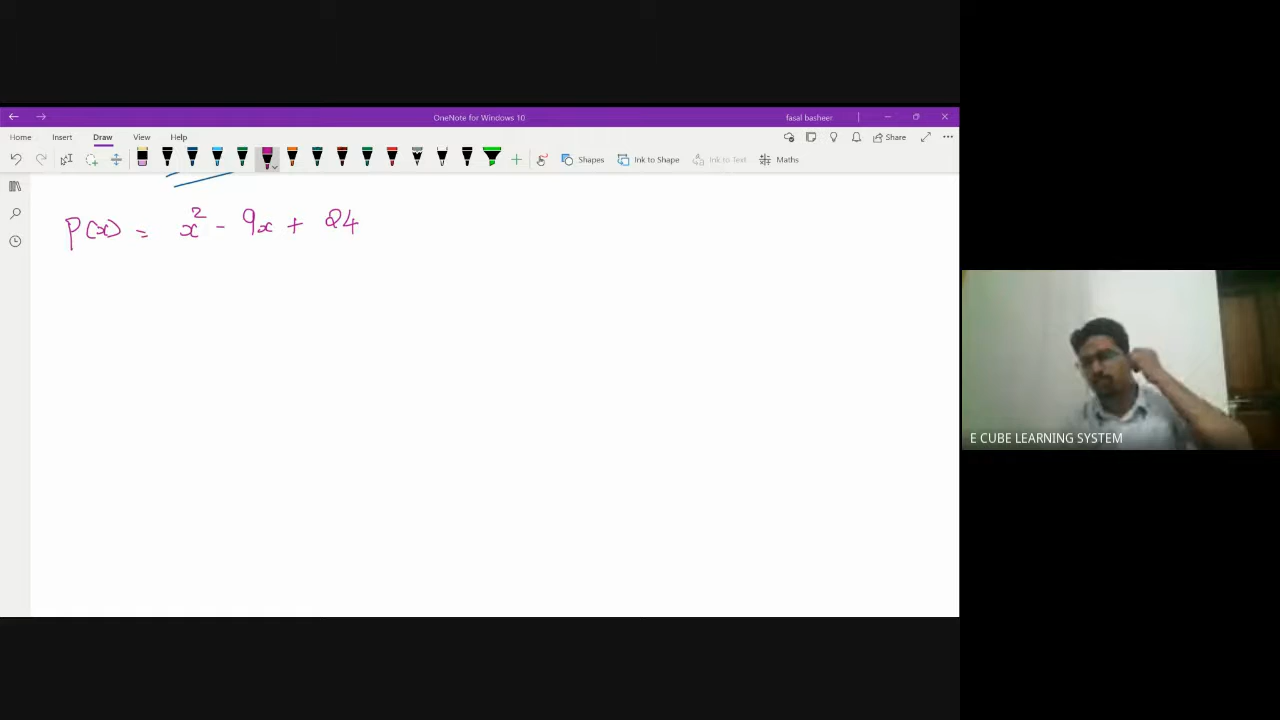 OneNote for Windows 10
fasal basheer
Home Insert Draw View Help
Share
Shapes Ink to Shape Ink to Text Maths
P(x) = x² - 9x + 24
E CUBE LEARNING SYSTEM